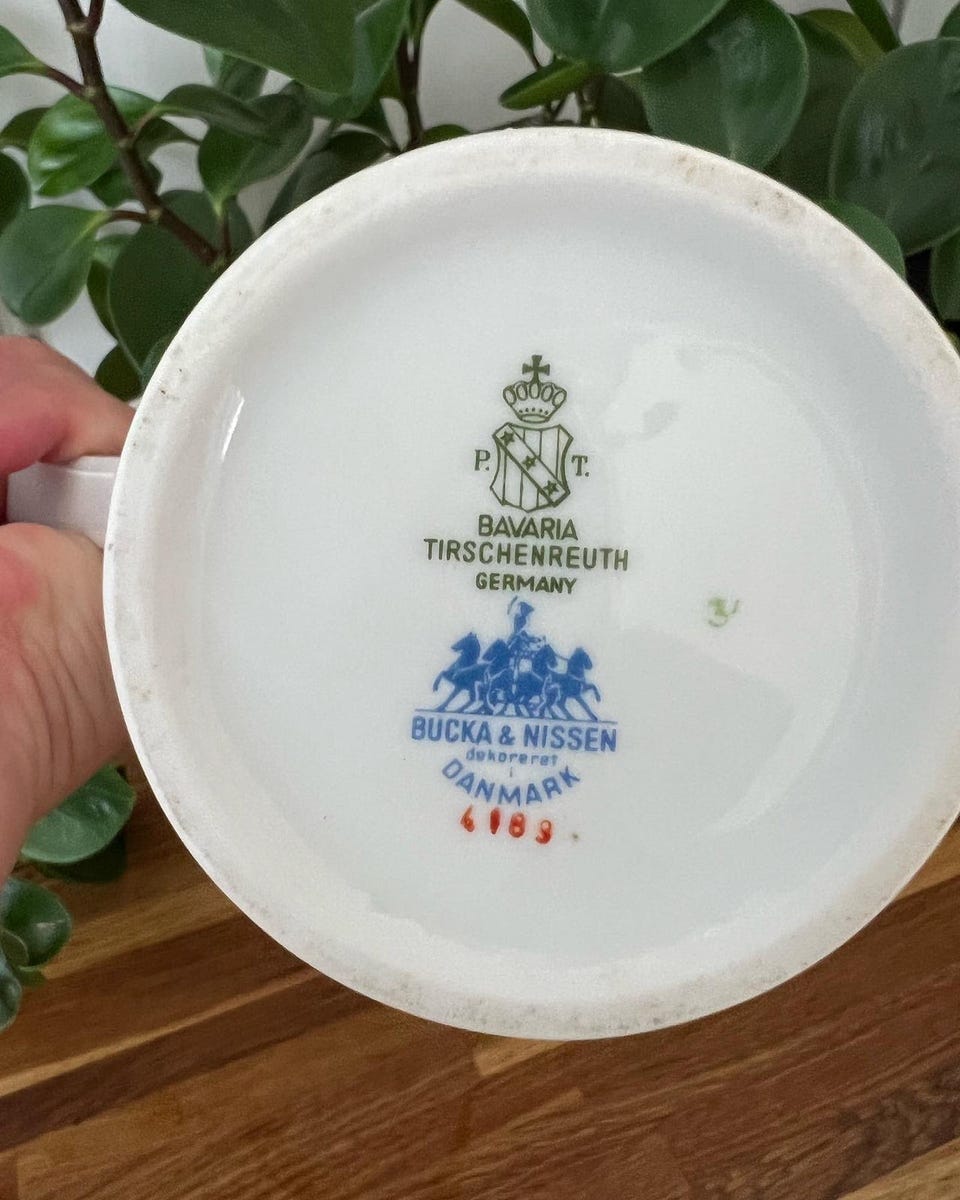 P. T.
BAVARIA
TIRSCHENREUTH
GERMANY
BUCKA & NISSEN
dekoreret
i
DANMARK
4183